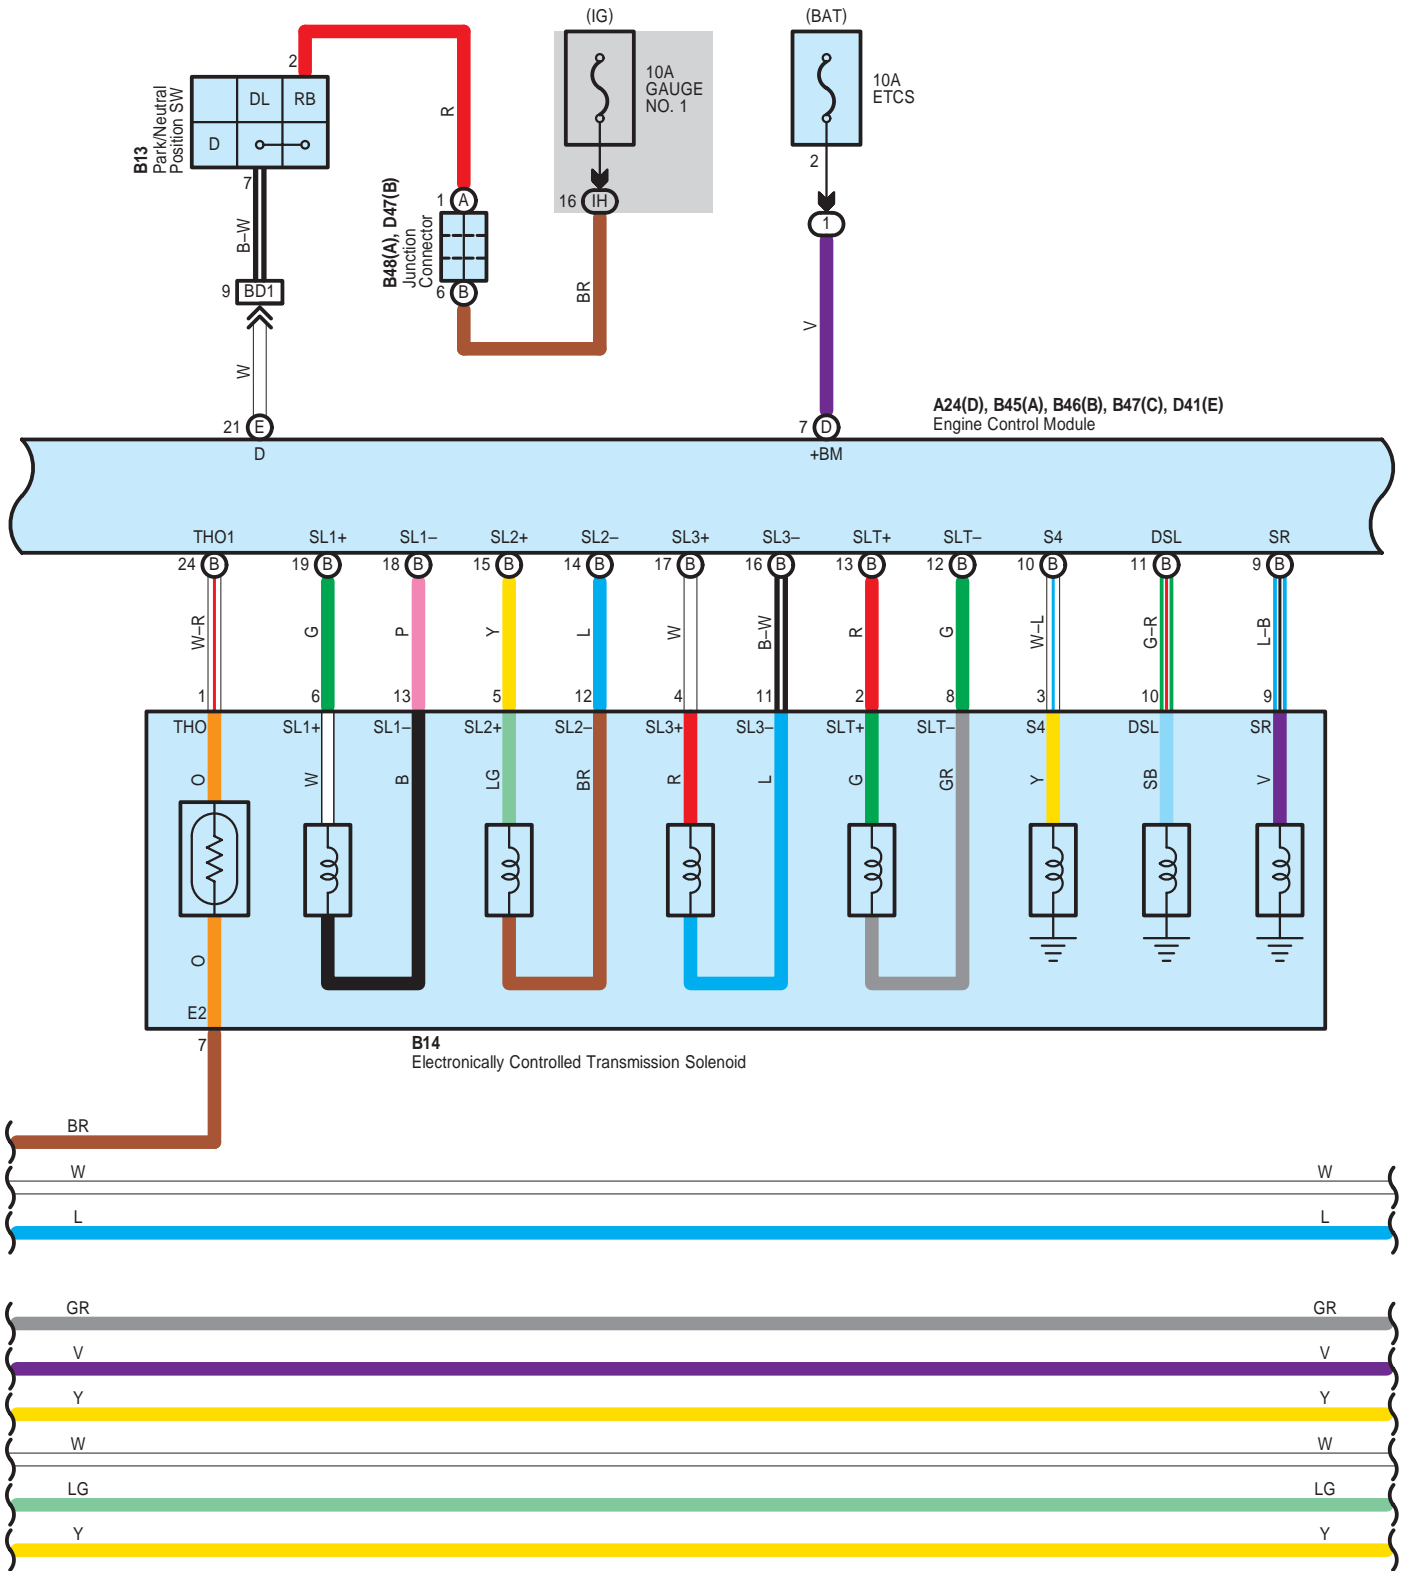 (IG)
(BAT)
2
DL RB
D
B13
Park/Neutral
Position SW
7
R
10A
GAUGE
NO. 1
10A
ETCS
2
1 A
16 IH
1
B48(A), D47(B)
Junction
Connector
B–W
6 B
BR
V
9 BD1
W
A24(D), B45(A), B46(B), B47(C), D41(E)
Engine Control Module
21 E
7 D
D
+BM
THO1 SL1+ SL1– SL2+ SL2– SL3+ SL3– SLT+ SLT– S4 DSL SR
24 B 19 B 18 B 15 B 14 B 17 B 16 B 13 B 12 B 10 B 11 B 9 B
W–R G P Y L W B–W R G W–L G–R L–B
1 6 13 5 12 4 11 2 8 3 10 9
THO SL1+ SL1– SL2+ SL2– SL3+ SL3– SLT+ SLT– S4 DSL SR
O W B LG BR R L G GR Y SB V
O
E2
7
B14
Electronically Controlled Transmission Solenoid
BR
W W
L L
GR GR
V V
Y Y
W W
LG LG
Y Y